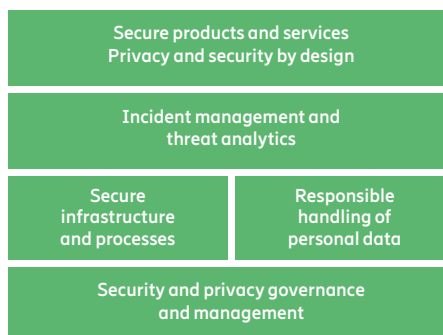 Secure products and services
Privacy and security by design
Incident management and
threat analytics
Secure
infrastructure
and processes
Responsible
handling of
personal data
Security and privacy governance
and management